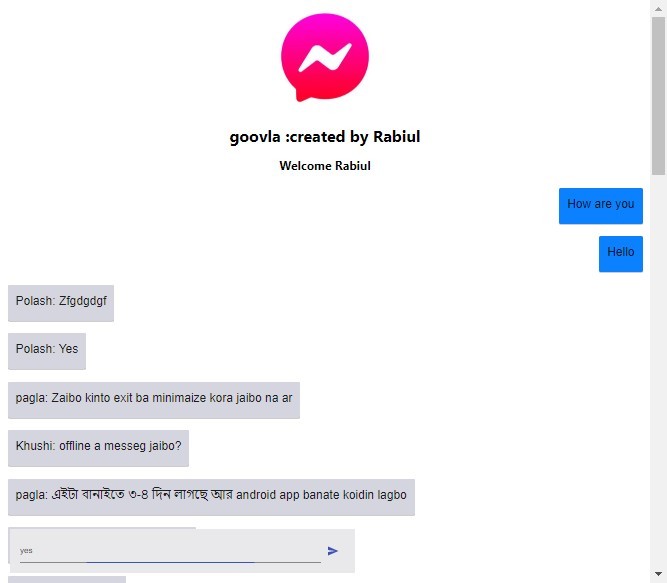 goovla :created by Rabiul
Welcome Rabiul
How are you
Hello
Polash: Zfgdgdgf
Polash: Yes
pagla: Zaibo kinto exit ba minimaize kora jaibo na ar
Khushi: offline a messeg jaibo?
pagla: এইটা বানাইতে ৩-৪ দিন লাগছে আর android app banate koidin lagbo
yes